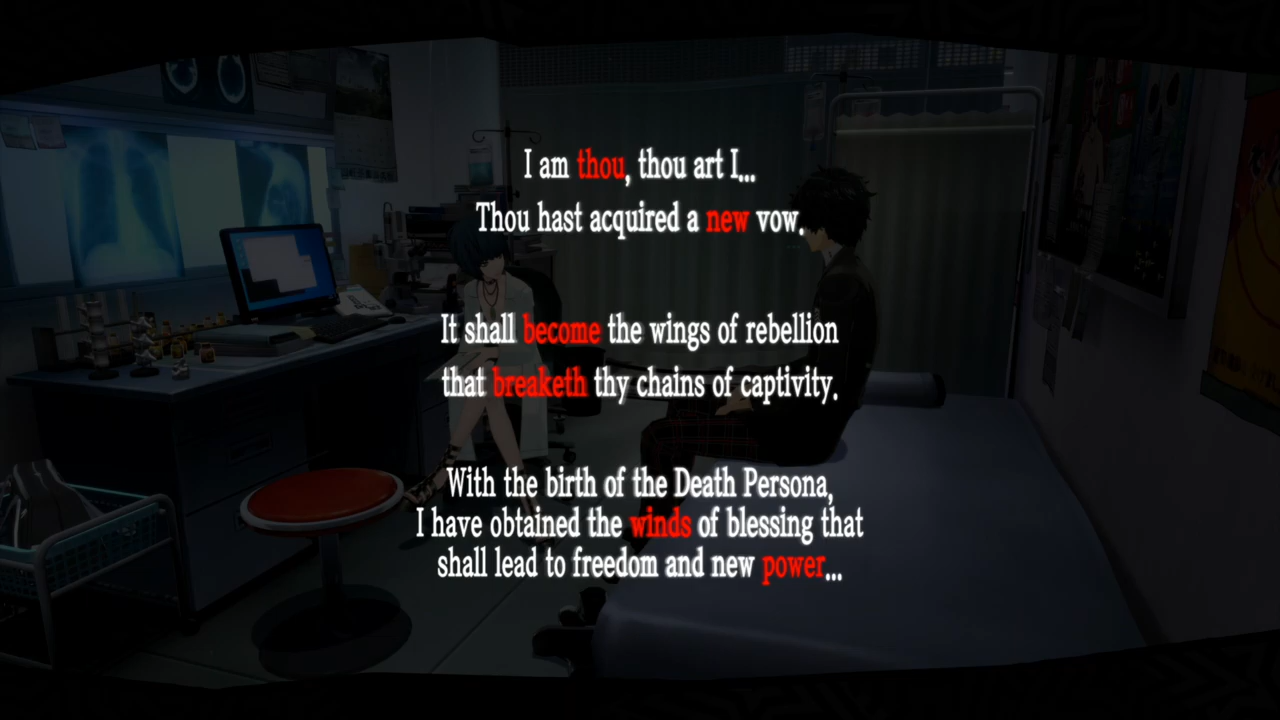 I am thou, thou art I...
Thou hast acquired a new vow.
It shall become the wings of rebellion
that breaketh thy chains of captivity.
With the birth of the Death Persona,
I have obtained the winds of blessing that
shall lead to freedom and new power...